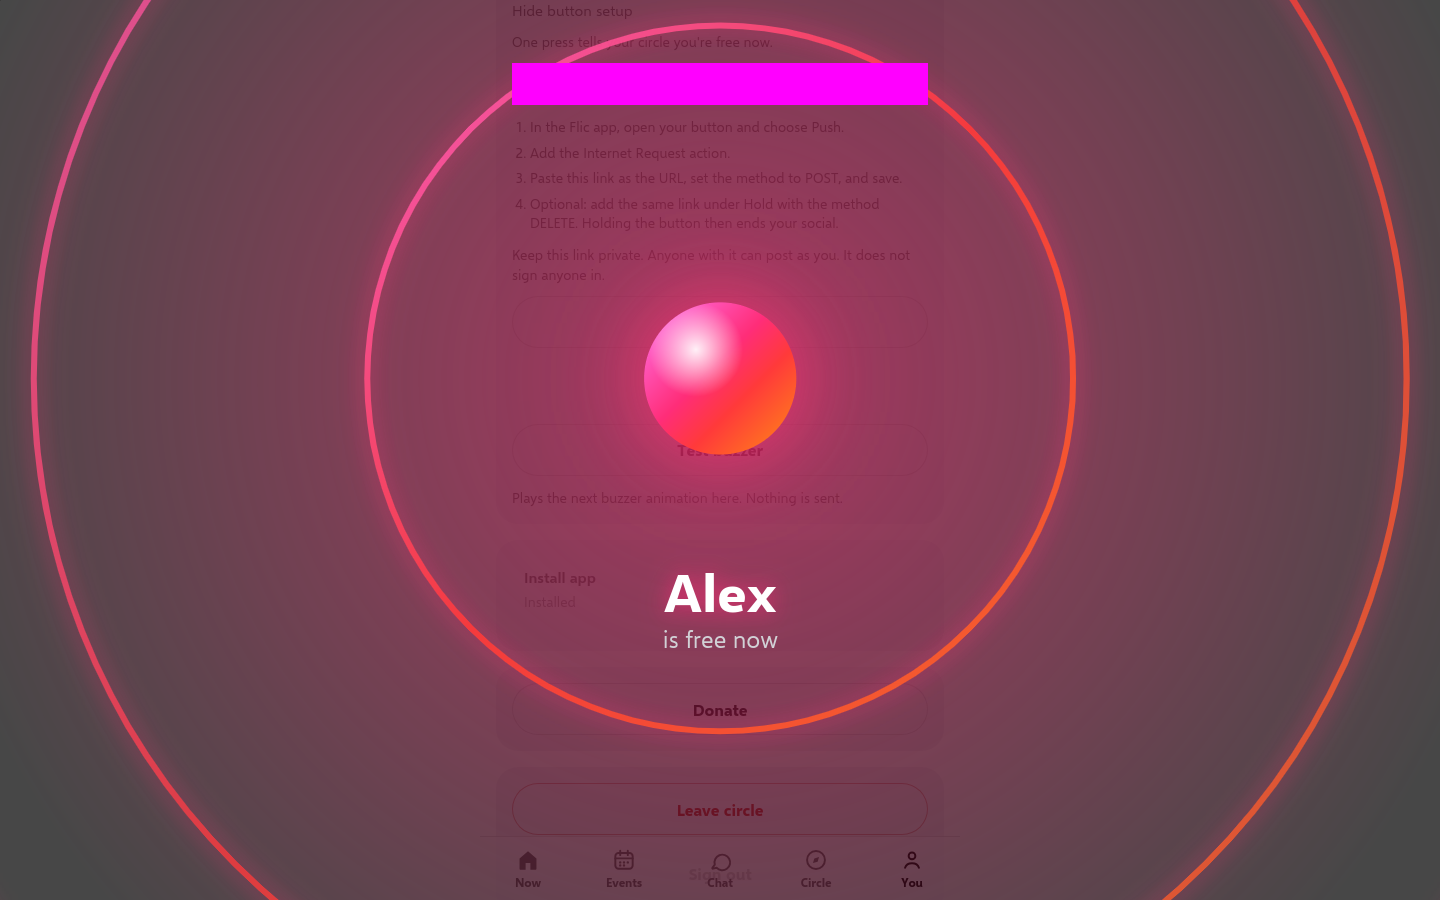 Hide button setup
One press tells your circle you're free now.
1. In the Flic app, open your button and choose Push.
2. Add the Internet Request action.
3. Paste this link as the URL, set the method to POST, and save.
4. Optional: add the same link under Hold with the method
DELETE. Holding the button then ends your social.
Keep this link private. Anyone with it can post as you. It does not
sign anyone in.
Test buzzer
Plays the next buzzer animation here. Nothing is sent.
Install app
Installed
Alex
is free now
Donate
Leave circle
Sign out
Now
Events
Chat
Circle
You